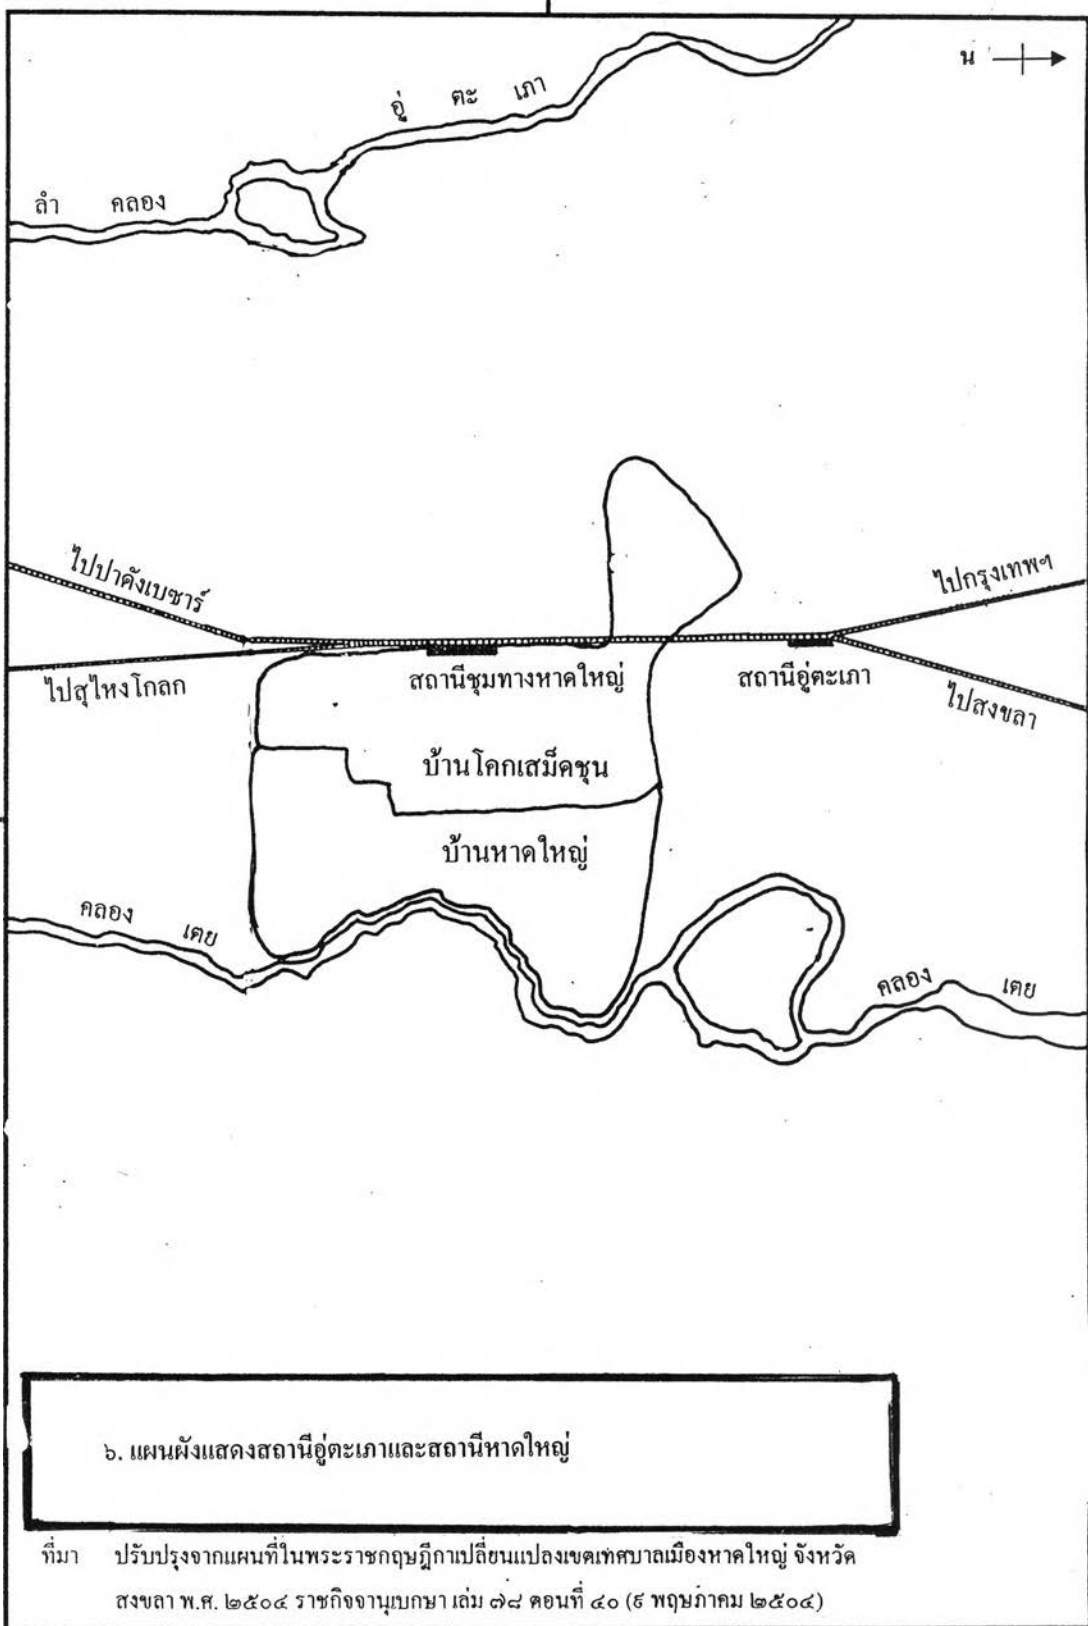 น
อู่ ตะ เภา
ลำ คลอง
ไปปาดังเบซาร์
ไปกรุงเทพฯ
ไปสุไหงโกลก
สถานีชุมทางหาดใหญ่
สถานีอู่ตะเภา
ไปสงขลา
บ้านโคกเสม็ดชุน
บ้านหาดใหญ่
คลอง เตย
คลอง เตย
๖. แผนผังแสดงสถานีอู่ตะเภาและสถานีหาดใหญ่
ที่มา ปรับปรุงจากแผนที่ในพระราชกฤษฎีกาเปลี่ยนแปลงเขตเทศบาลเมืองหาดใหญ่ จังหวัด
สงขลา พ.ศ. ๒๕๐๔ ราชกิจจานุเบกษา เล่ม ๗๘ ตอนที่ ๔๐ (๙ พฤษภาคม ๒๕๐๔)